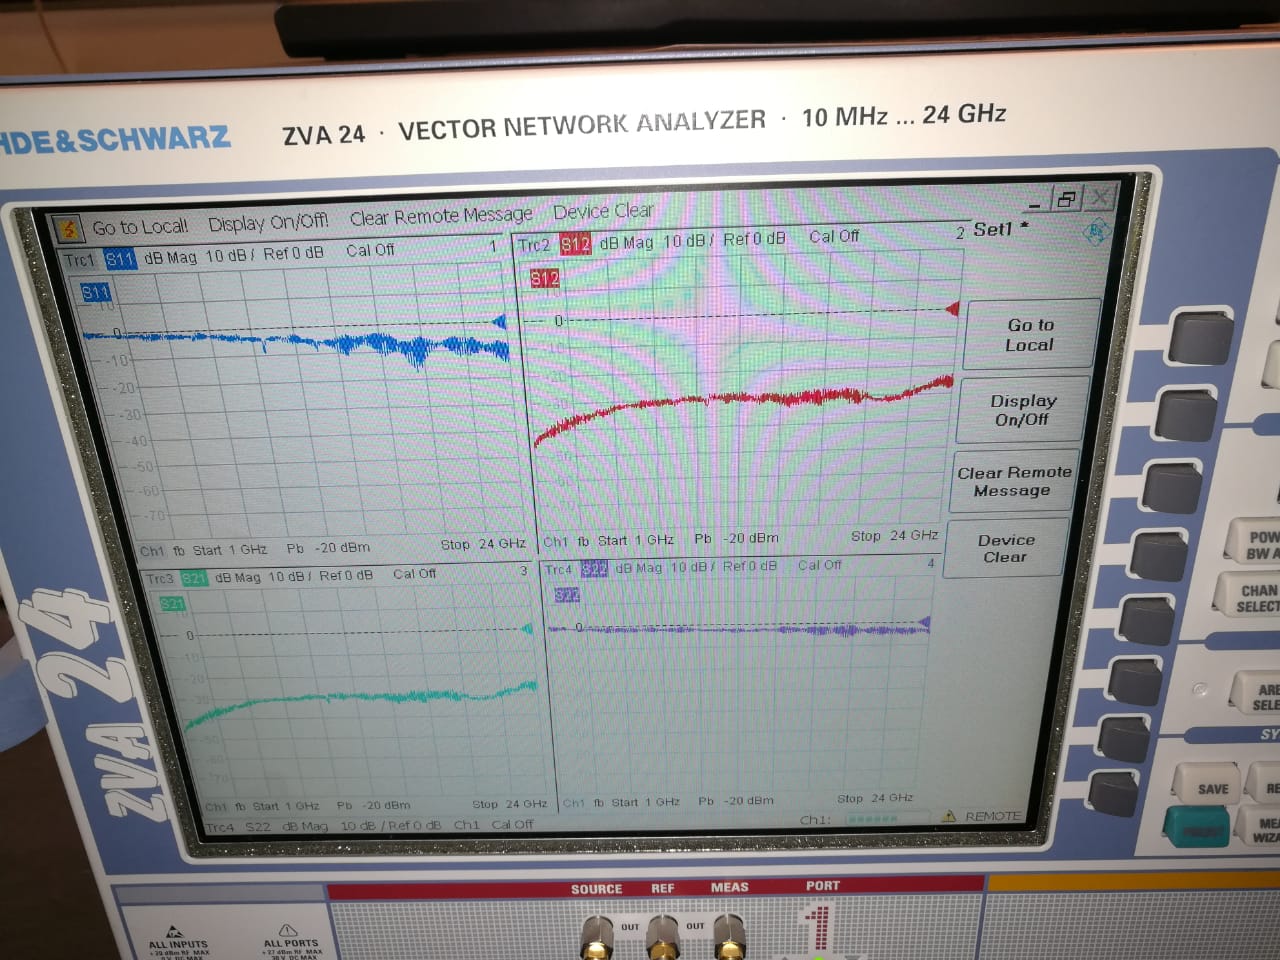 HDE&SCHWARZ ZVA 24 · VECTOR NETWORK ANALYZER · 10 MHz ... 24 GHz
Go to Local! Display On/Off! Clear Remote Message Device Clear
Trc1 S11 dB Mag 10 dB / Ref 0 dB Cal Off 1
S11
10
0
-10
-20
-30
-40
-50
-60
-70
Ch1 fb Start 1 GHz Pb -20 dBm Stop 24 GHz
Trc2 S12 dB Mag 10 dB / Ref 0 dB Cal Off 2
S12
0
Ch1 fb Start 1 GHz Pb -20 dBm Stop 24 GHz
Trc3 S21 dB Mag 10 dB / Ref 0 dB Cal Off 3
S21
0
-10
-20
-30
Ch1 fb Start 1 GHz Pb -20 dBm Stop 24 GHz
Trc4 S22 dB Mag 10 dB / Ref 0 dB Cal Off 4
S22
0
Ch1 fb Start 1 GHz Pb -20 dBm Stop 24 GHz
Trc4 S22 dB Mag 10 dB / Ref 0 dB Ch1 Cal Off
Ch1: REMOTE
Set1 *
Go to
Local
Display
On/Off
Clear Remote
Message
Device
Clear
ZVA 24
POW
BW A
CHAN
SELECT
ARE
SELE
SY
SAVE
RE
MEA
WIZA
SOURCE REF MEAS PORT
OUT OUT
1
ALL INPUTS
ALL PORTS